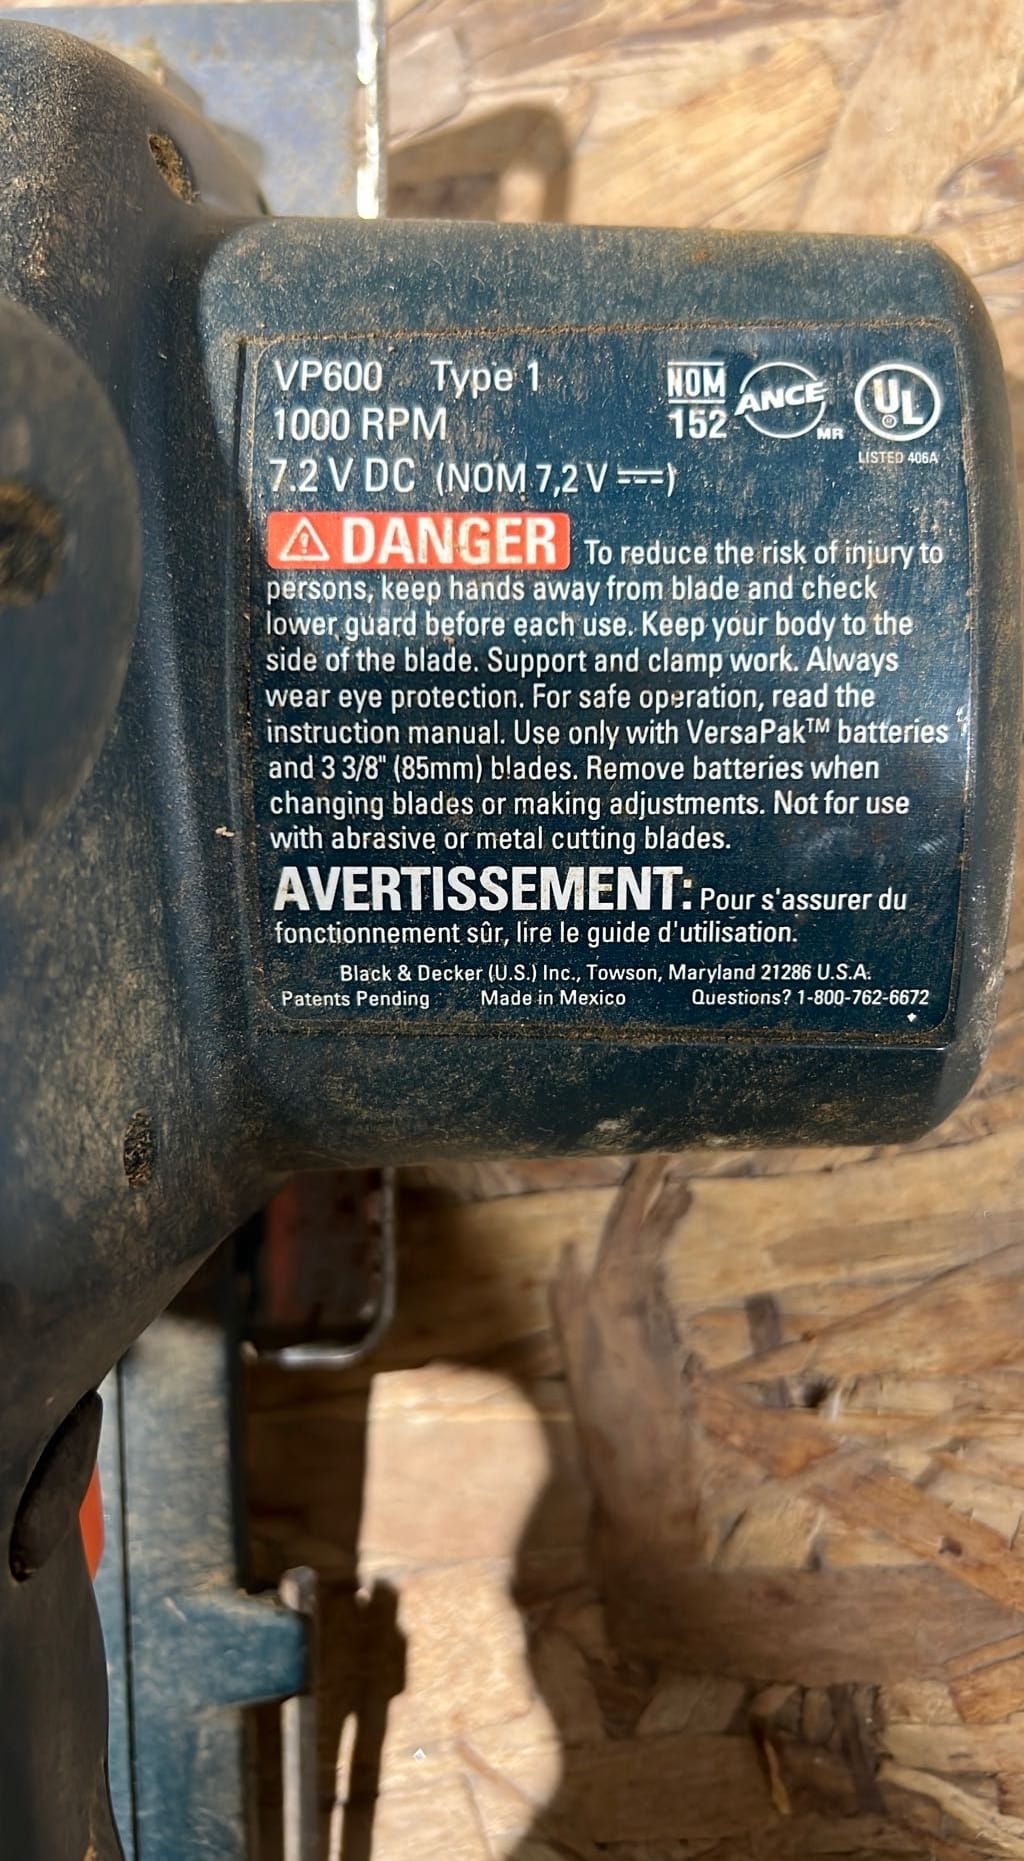 VP600 Type 1
1000 RPM
7.2 V DC (NOM 7,2 V ⎓)
NOM
152
ANCE
MR
UL
LISTED 406A
⚠ DANGER To reduce the risk of injury to
persons, keep hands away from blade and check
lower guard before each use. Keep your body to the
side of the blade. Support and clamp work. Always
wear eye protection. For safe operation, read the
instruction manual. Use only with VersaPak™ batteries
and 3 3/8" (85mm) blades. Remove batteries when
changing blades or making adjustments. Not for use
with abrasive or metal cutting blades.
AVERTISSEMENT: Pour s'assurer du
fonctionnement sûr, lire le guide d'utilisation.
Black & Decker (U.S.) Inc., Towson, Maryland 21286 U.S.A.
Patents Pending Made in Mexico Questions? 1-800-762-6672